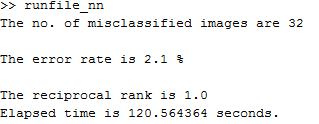 >> runfile_nn
The no. of misclassified images are 32
The error rate is 2.1 %
The reciprocal rank is 1.0
Elapsed time is 120.564364 seconds.